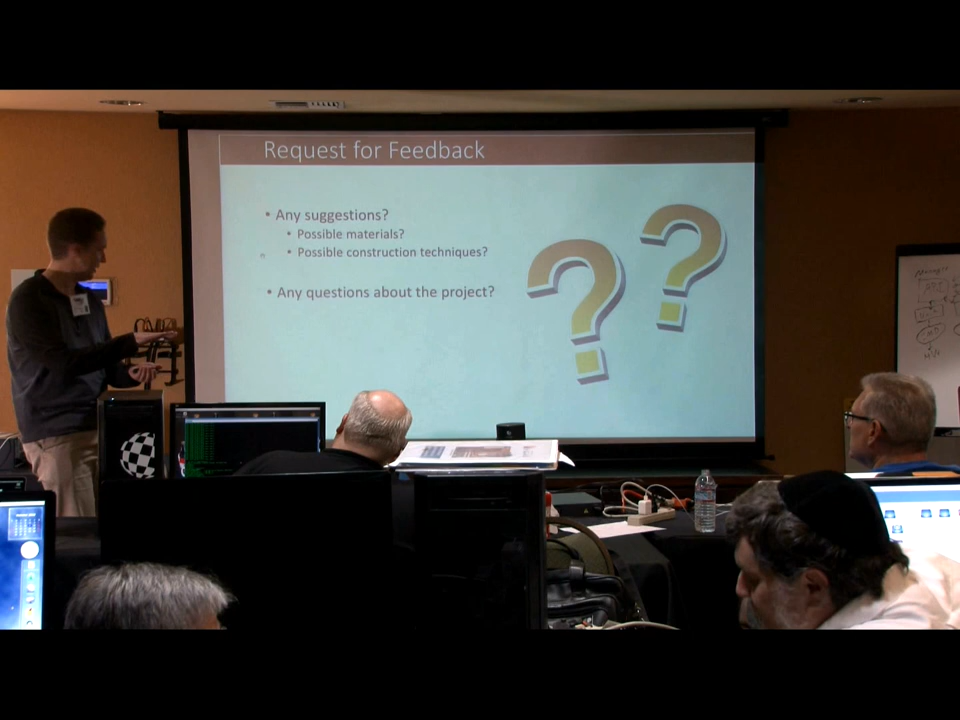 Request for Feedback
• Any suggestions?
• Possible materials?
• Possible construction techniques?
• Any questions about the project?
??